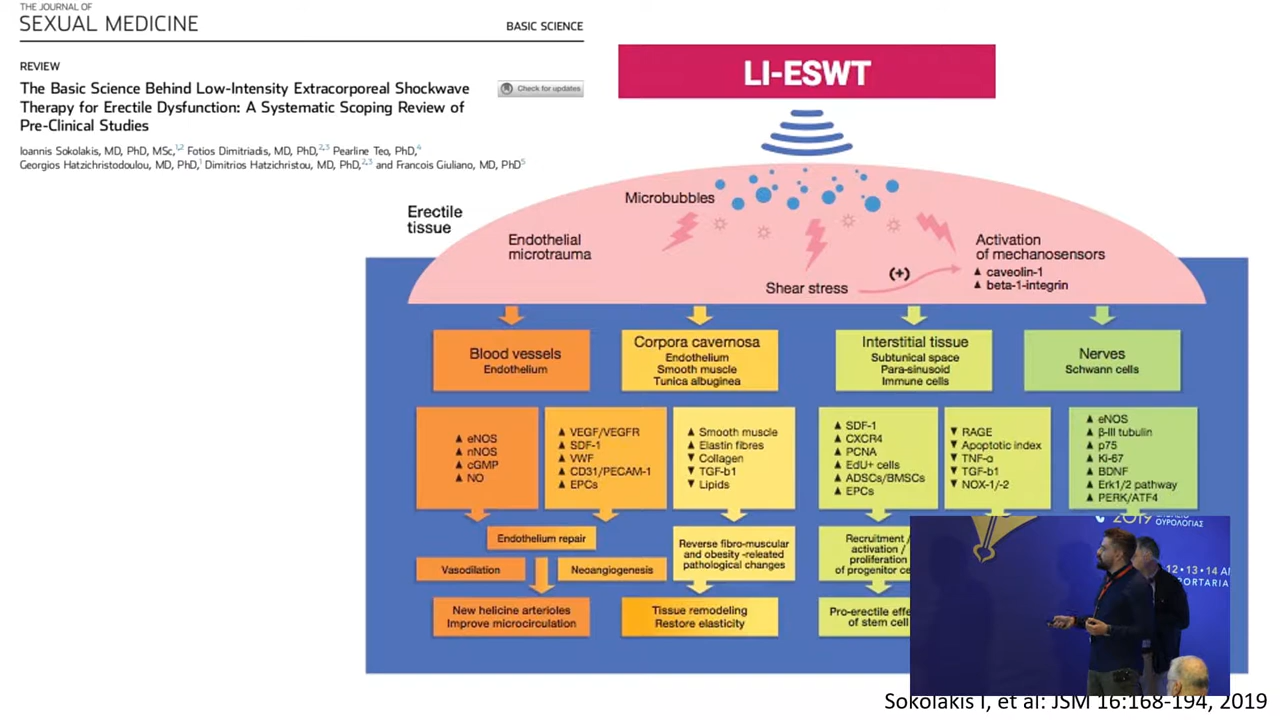 THE JOURNAL OF
SEXUAL MEDICINE
BASIC SCIENCE
REVIEW
The Basic Science Behind Low-Intensity Extracorporeal Shockwave
Therapy for Erectile Dysfunction: A Systematic Scoping Review of
Pre-Clinical Studies
Check for updates
Ioannis Sokolakis, MD, PhD, MSc,1,2 Fotios Dimitriadis, MD, PhD,2,3 Pearline Teo, PhD,4
Georgios Hatzichristodoulou, MD, PhD,1 Dimitrios Hatzichristou, MD, PhD,2,3 and Francois Giuliano, MD, PhD5
LI-ESWT
Microbubbles
Erectile
tissue
Endothelial
microtrauma
Activation
of mechanosensors
▲ caveolin-1
▲ beta-1-integrin
(+)
Shear stress
Blood vessels
Endothelium
Corpora cavernosa
Endothelium
Smooth muscle
Tunica albuginea
Interstitial tissue
Subtunical space
Para-sinusoid
Immune cells
Nerves
Schwann cells
▲ eNOS
▲ nNOS
▲ cGMP
▲ NO
▲ VEGF/VEGFR
▲ SDF-1
▲ VWF
▲ CD31/PECAM-1
▲ EPCs
▲ Smooth muscle
▲ Elastin fibres
▼ Collagen
▼ TGF-b1
▼ Lipids
▲ SDF-1
▲ CXCR4
▲ PCNA
▲ EdU+ cells
▲ ADSCs/BMSCs
▲ EPCs
▼ RAGE
▼ Apoptotic index
▼ TNF-α
▼ TGF-b1
▼ NOX-1/-2
▲ eNOS
▲ β-III tubulin
▲ p75
▲ Ki-67
▲ BDNF
▲ Erk1/2 pathway
▲ PERK/ATF4
Endothelium repair
Vasodilation
Neoangiogenesis
Reverse fibro-muscular
and obesity -releated
pathological changes
Recruitment /
activation /
proliferation
of progenitor ce
New helicine arterioles
Improve microcirculation
Tissue remodeling
Restore elasticity
Pro-erectile effe
of stem cell
2019
ΟΥΡΟΛΟΓΙΑΣ
12 • 13 • 14 ΑΠ
PORTARIA
Sokolakis I, et al: JSM 16:168-194, 2019